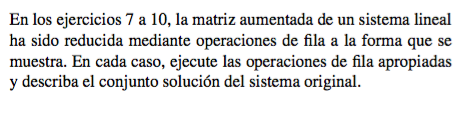 En los ejercicios 7 a 10, la matriz aumentada de un sistema lineal
ha sido reducida mediante operaciones de fila a la forma que se
muestra. En cada caso, ejecute las operaciones de fila apropiadas
y describa el conjunto solución del sistema original.